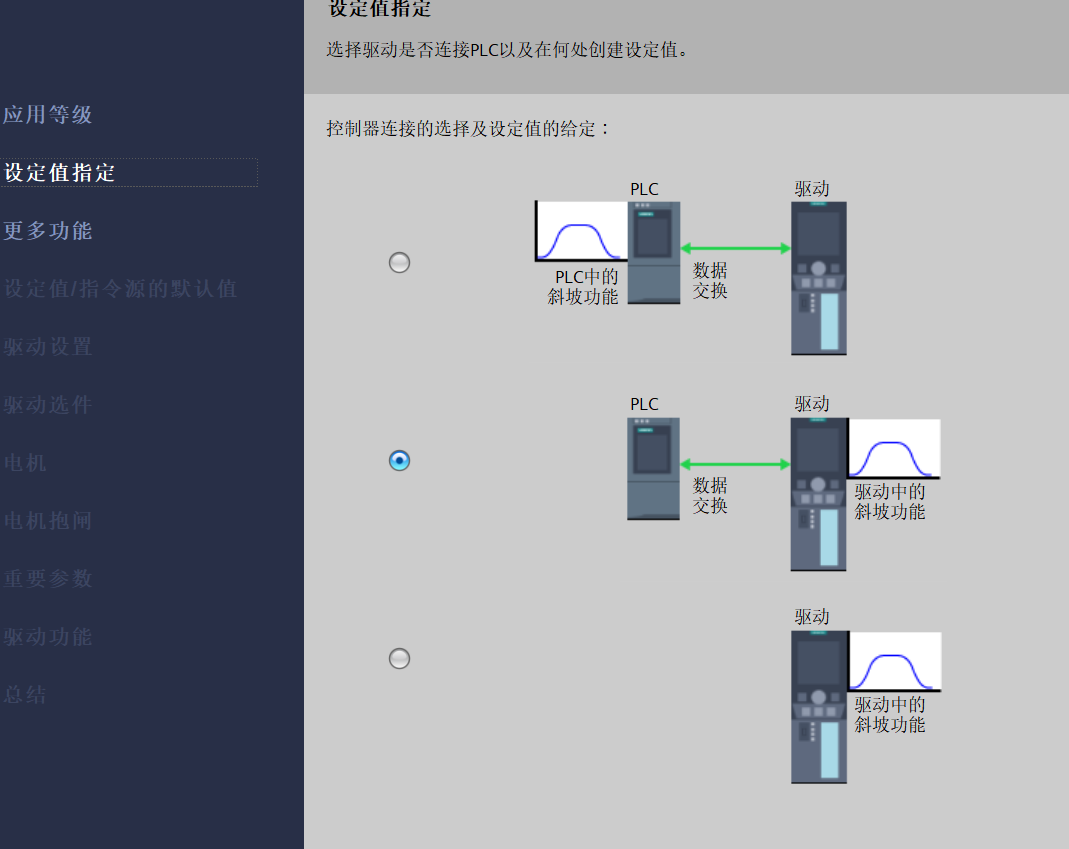 设定值指定
选择驱动是否连接PLC以及在何处创建设定值。
应用等级
设定值指定
更多功能
设定值/指令源的默认值
驱动设置
驱动选件
电机
电机抱闸
重要参数
驱动功能
总结
控制器连接的选择及设定值的给定：
PLC
驱动
PLC中的
斜坡功能
数据
交换
PLC
驱动
数据
交换
驱动中的
斜坡功能
驱动
驱动中的
斜坡功能